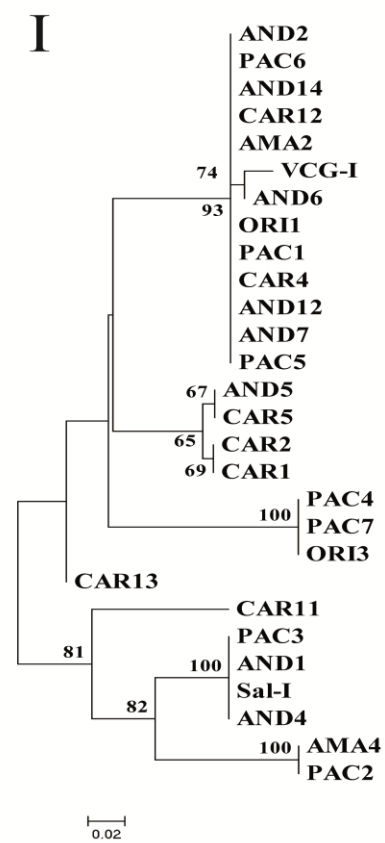 I
AND2
PAC6
AND14
CAR12
AMA2
74
VCG-I
AND6
93
ORI1
PAC1
CAR4
AND12
AND7
PAC5
67
AND5
CAR5
65
CAR2
69
CAR1
PAC4
100
PAC7
ORI3
CAR13
CAR11
PAC3
81
100
AND1
Sal-I
82
AND4
100
AMA4
PAC2
0.02